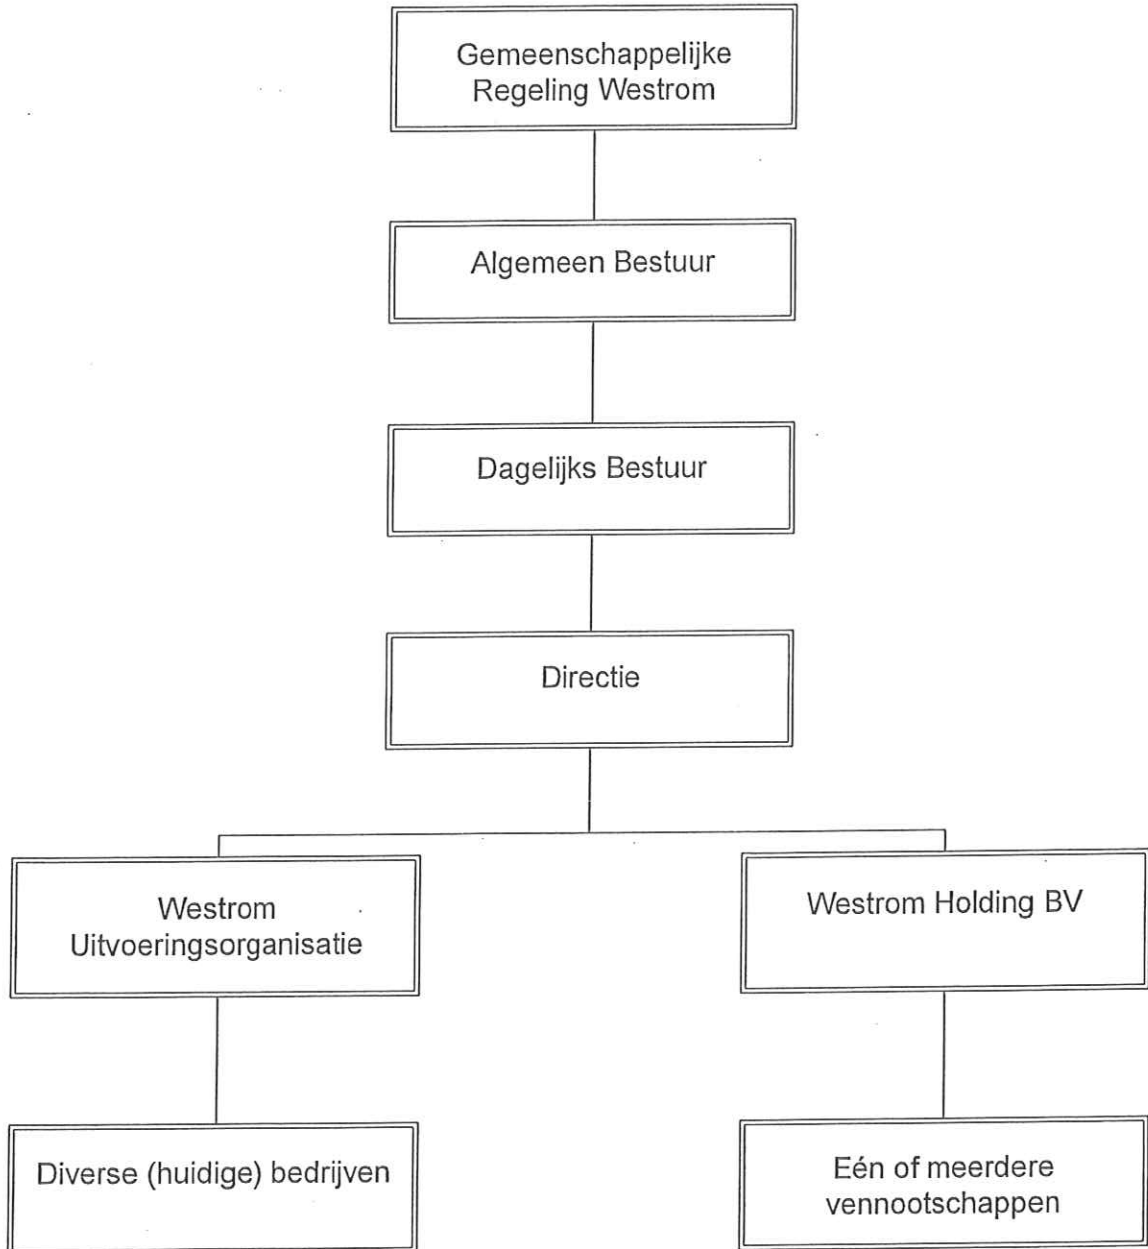 Gemeenschappelijke
Regeling Westrom
Algemeen Bestuur
Dagelijks Bestuur
Directie
Westrom
Uitvoeringsorganisatie
Westrom Holding BV
Diverse (huidige) bedrijven
Eén of meerdere
vennootschappen